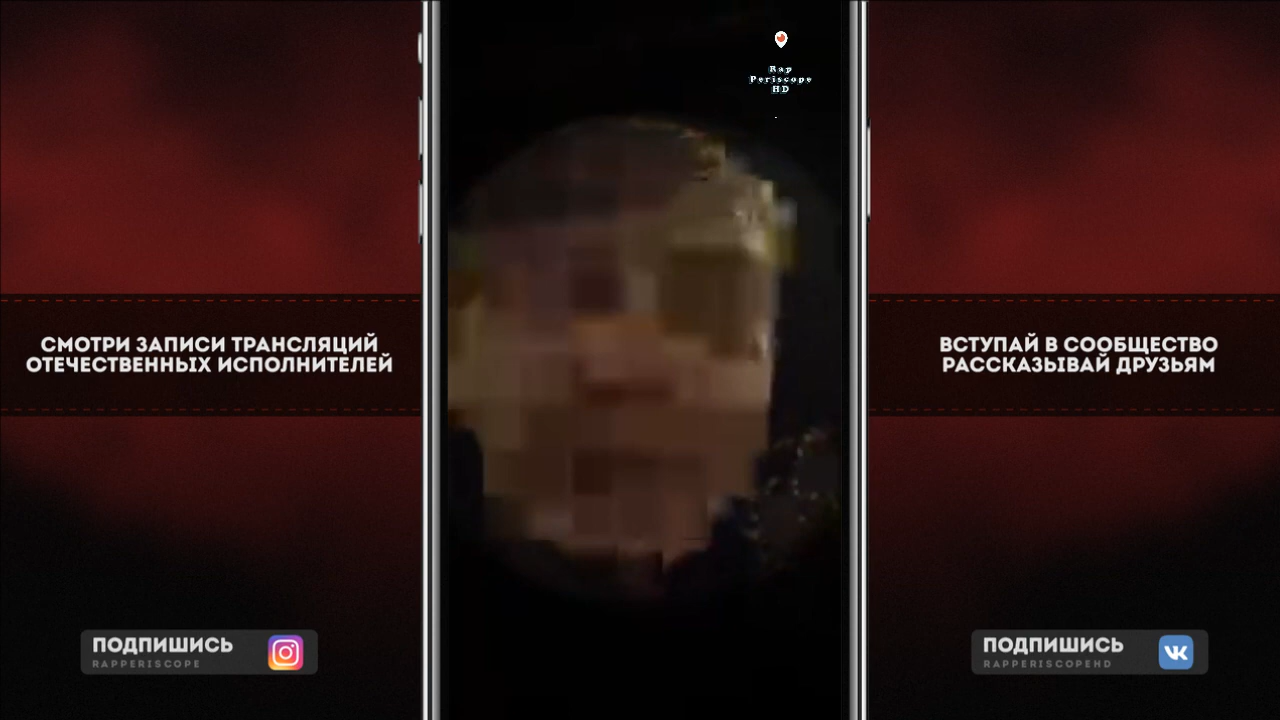 Rap
Periscope
HD
СМОТРИ ЗАПИСИ ТРАНСЛЯЦИЙ
ОТЕЧЕСТВЕННЫХ ИСПОЛНИТЕЛЕЙ
ВСТУПАЙ В СООБЩЕСТВО
РАССКАЗЫВАЙ ДРУЗЬЯМ
ПОДПИШИСЬ
RAPPERISCOPE
ПОДПИШИСЬ
RAPPERISCOPEHD